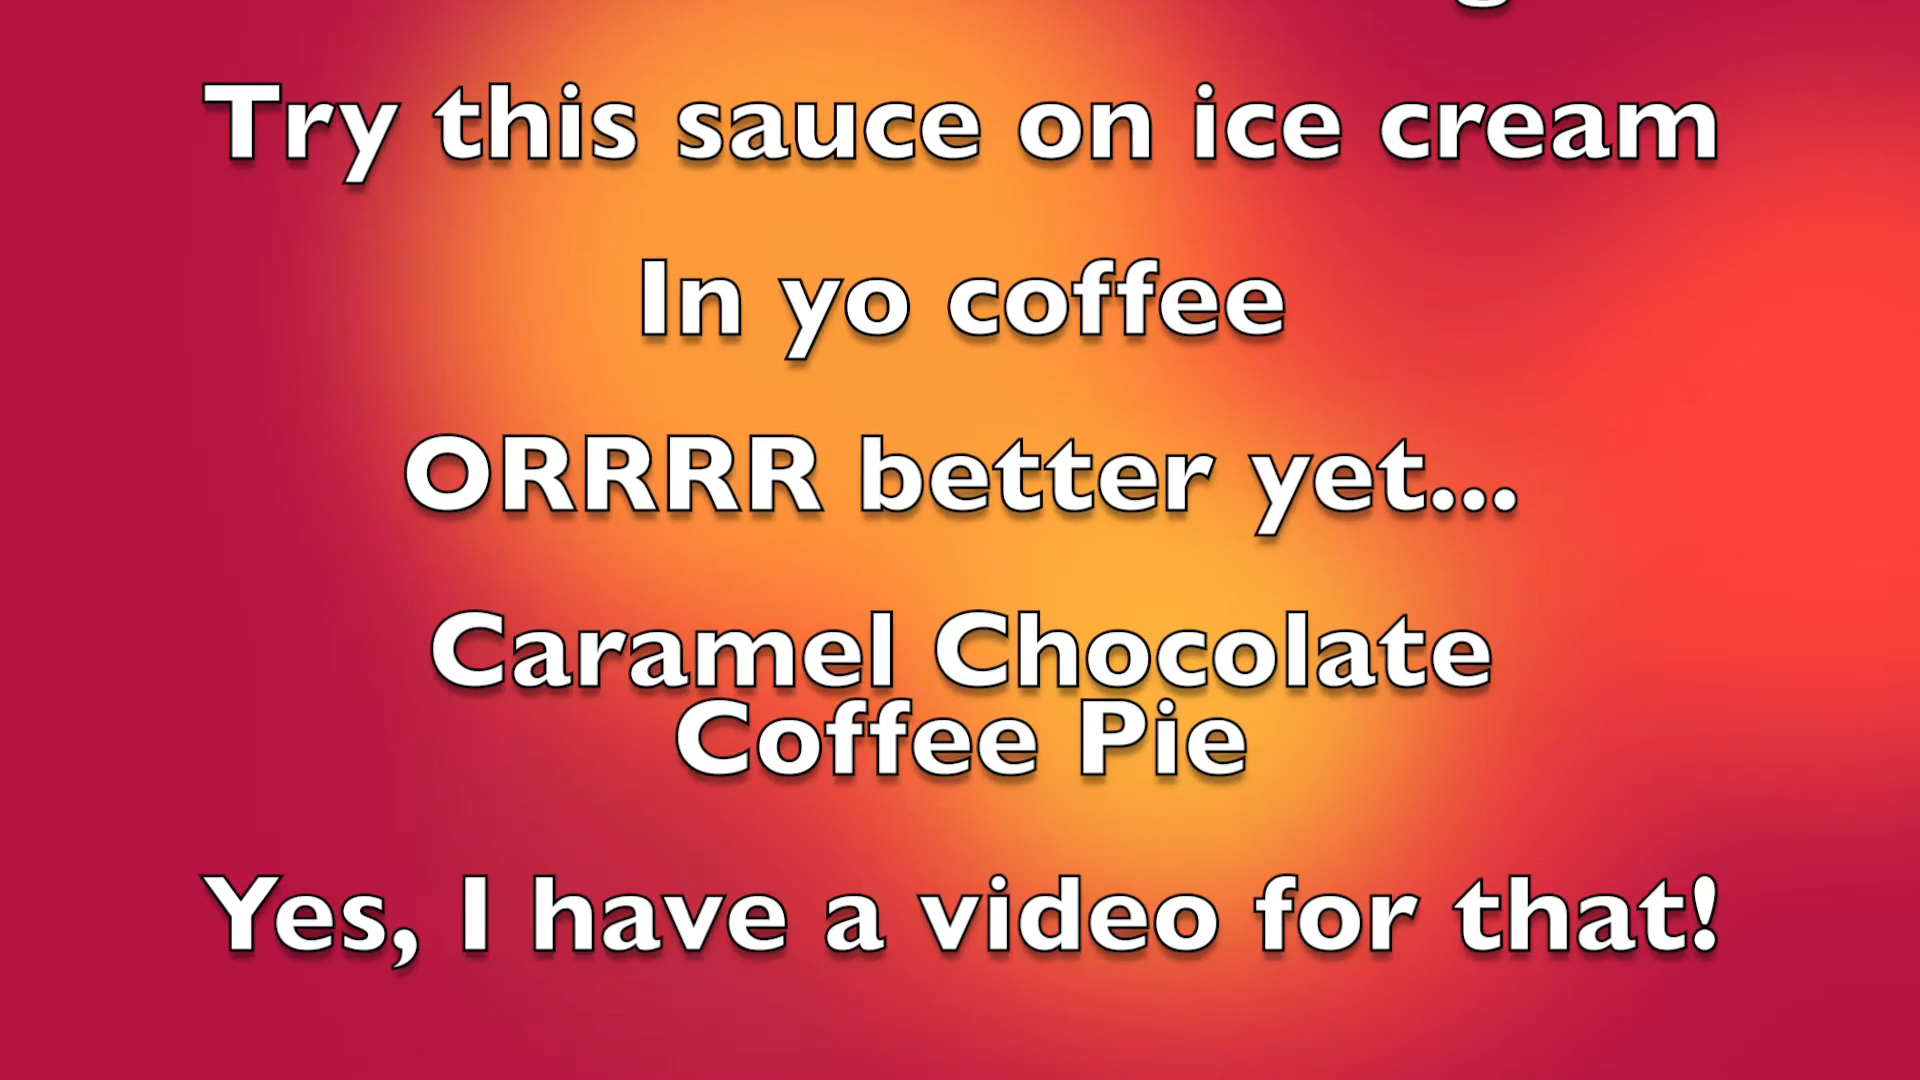 Try this sauce on ice cream
In yo coffee
ORRRR better yet...
Caramel Chocolate
Coffee Pie
Yes, I have a video for that!